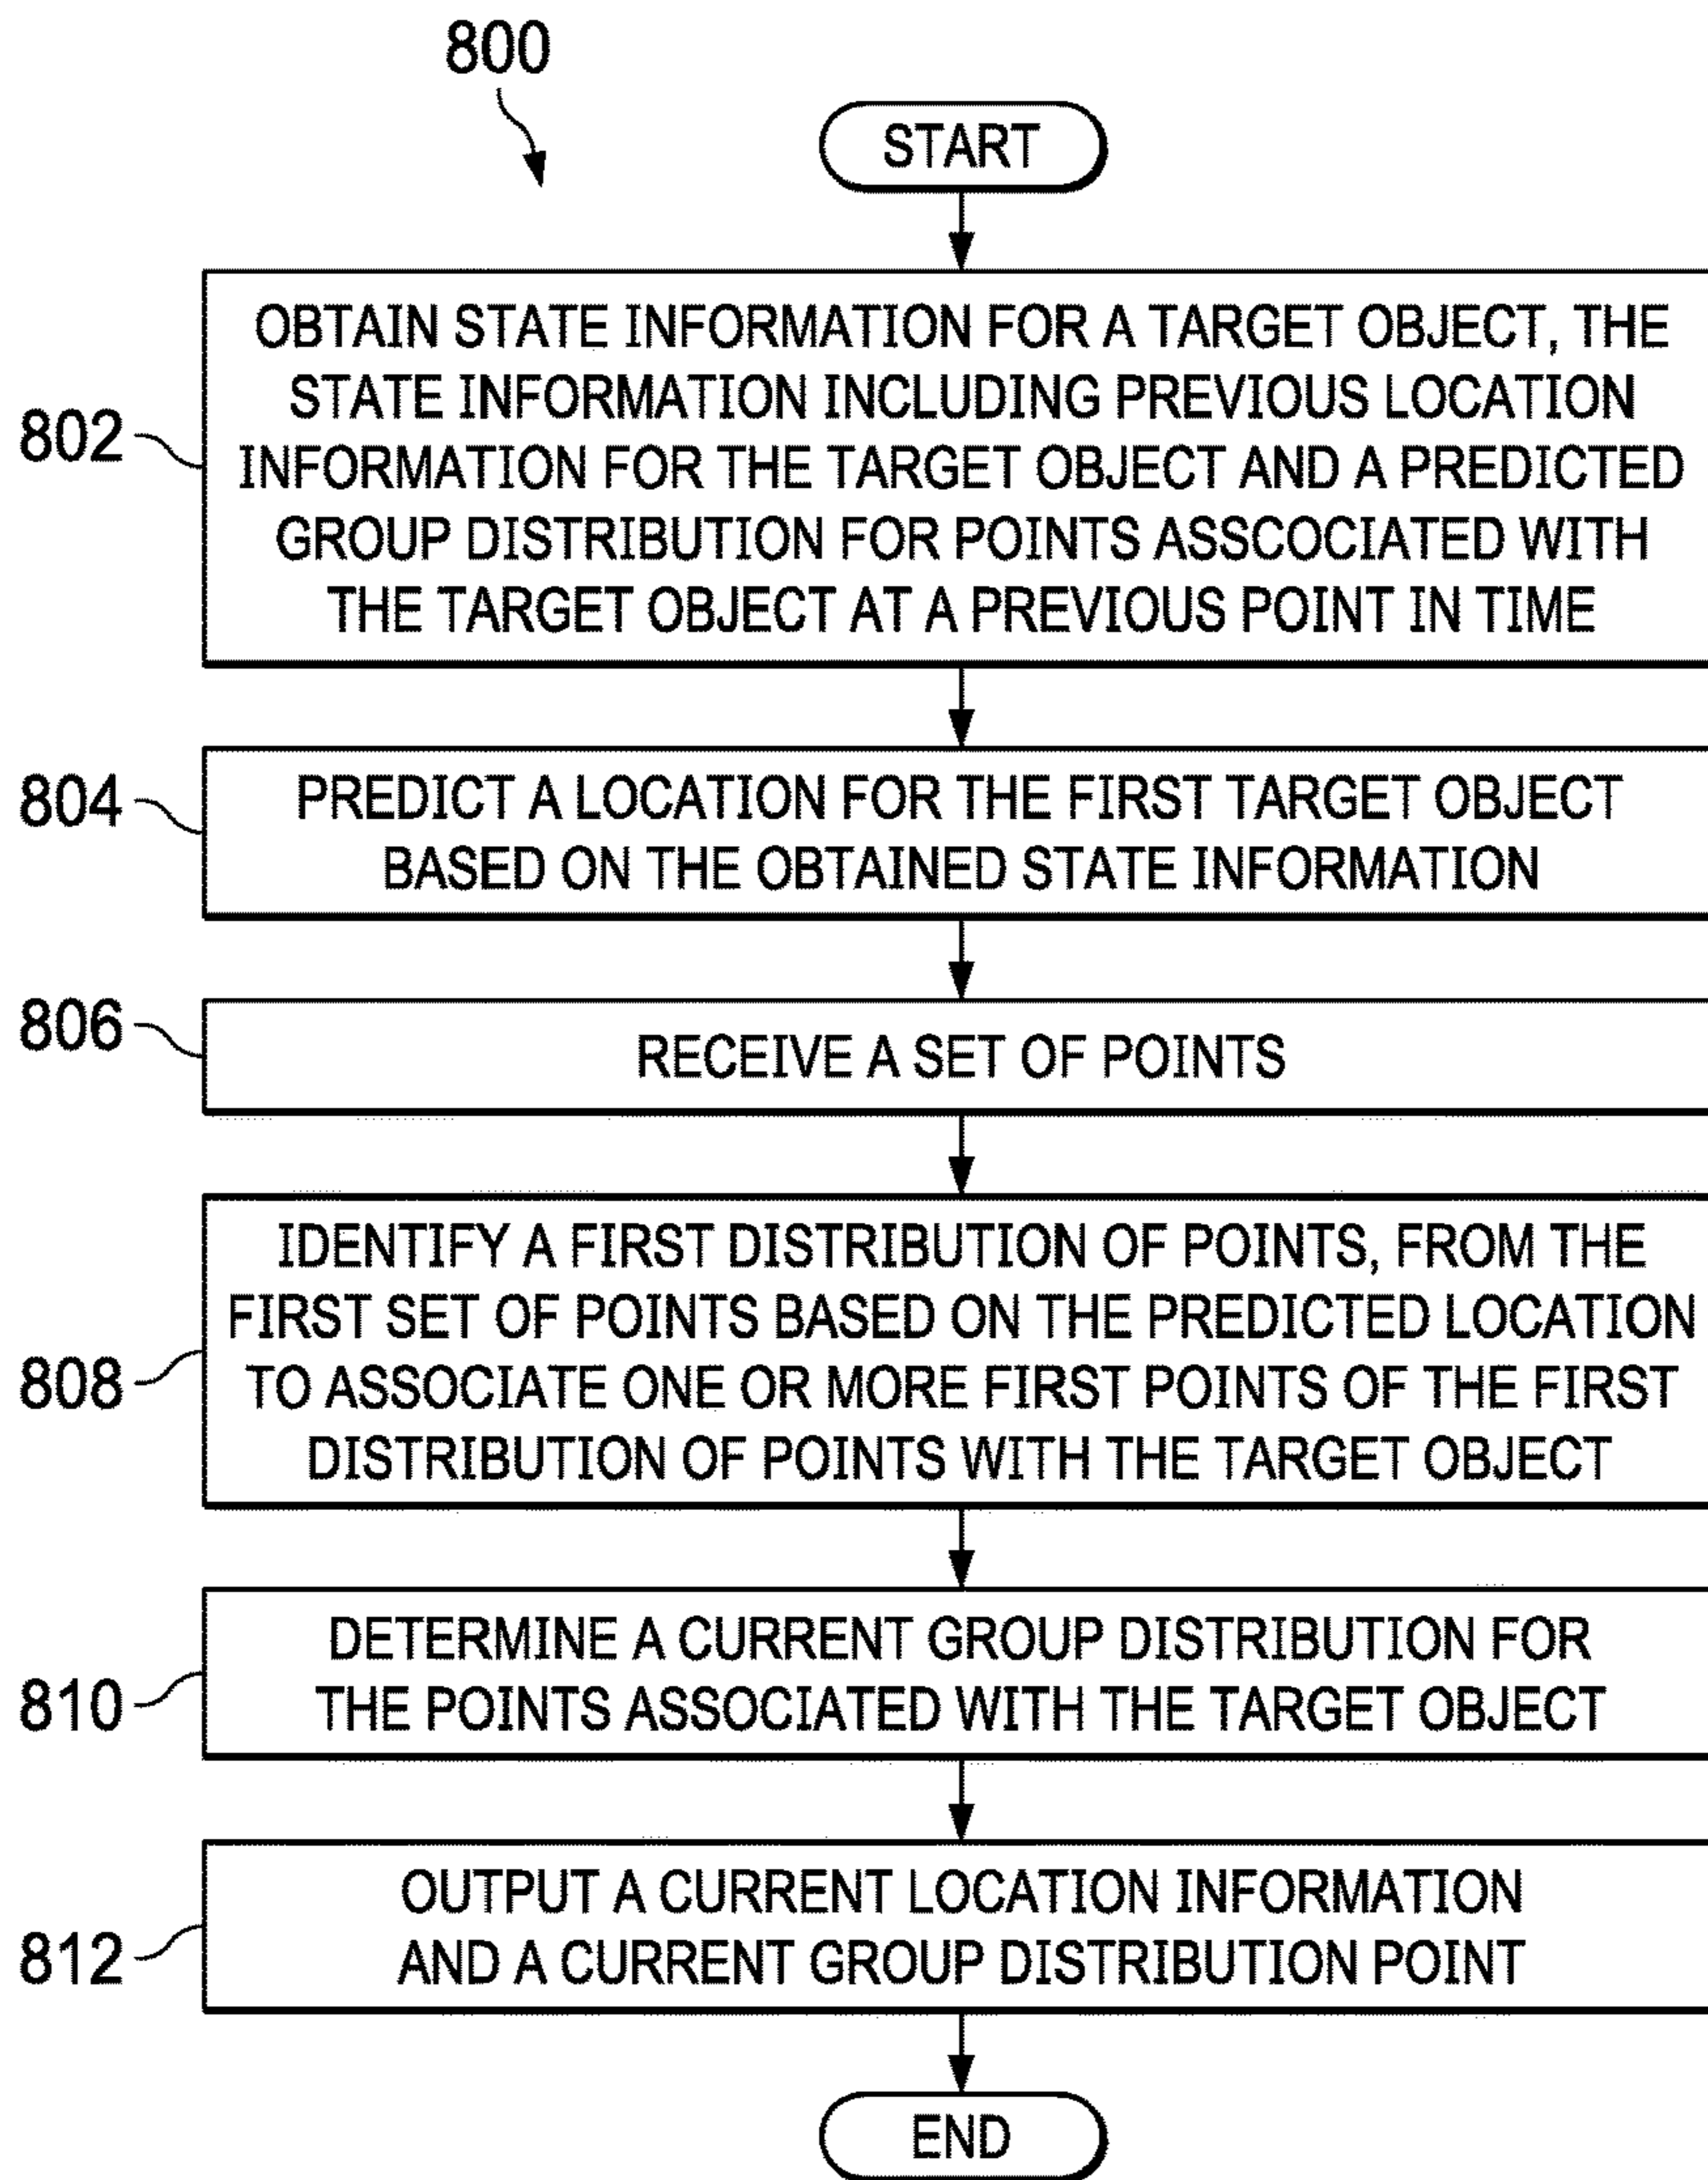 800
START
OBTAIN STATE INFORMATION FOR A TARGET OBJECT, THE
STATE INFORMATION INCLUDING PREVIOUS LOCATION
802
INFORMATION FOR THE TARGET OBJECT AND A PREDICTED
GROUP DISTRIBUTION FOR POINTS ASSCOCIATED WITH
THE TARGET OBJECT AT A PREVIOUS POINT IN TIME
804
PREDICT A LOCATION FOR THE FIRST TARGET OBJECT
BASED ON THE OBTAINED STATE INFORMATION
806
RECEIVE A SET OF POINTS
IDENTIFY A FIRST DISTRIBUTION OF POINTS, FROM THE
FIRST SET OF POINTS BASED ON THE PREDICTED LOCATION
808
TO ASSOCIATE ONE OR MORE FIRST POINTS OF THE FIRST
DISTRIBUTION OF POINTS WITH THE TARGET OBJECT
DETERMINE A CURRENT GROUP DISTRIBUTION FOR
810
THE POINTS ASSOCIATED WITH THE TARGET OBJECT
OUTPUT A CURRENT LOCATION INFORMATION
812
AND A CURRENT GROUP DISTRIBUTION POINT
END